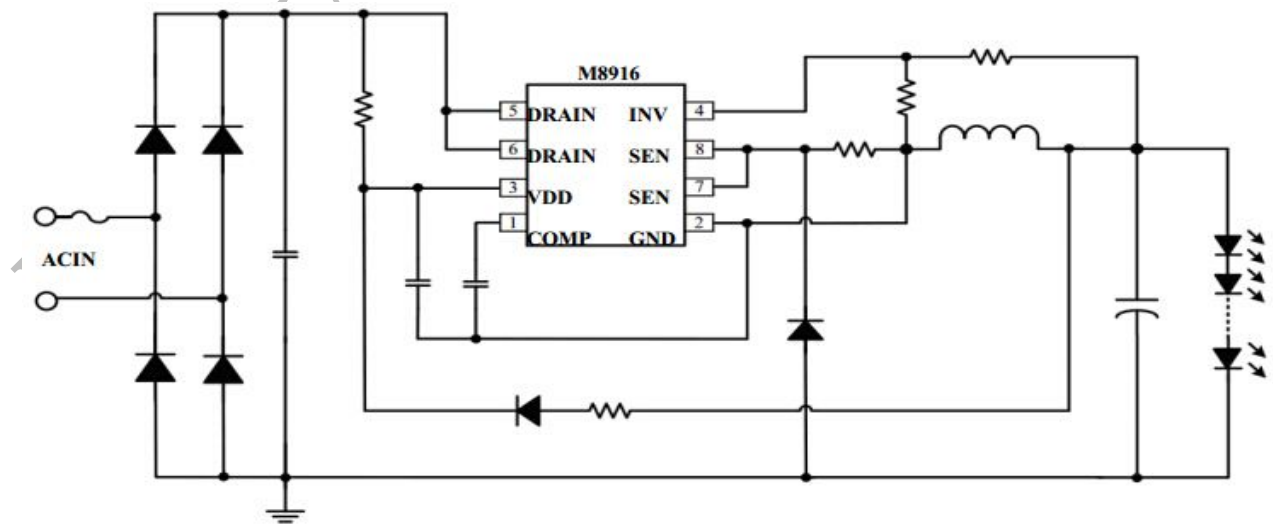 M8916
5 DRAIN INV 4
6 DRAIN SEN 8
3 VDD SEN 7
1 COMP GND 2
ACIN